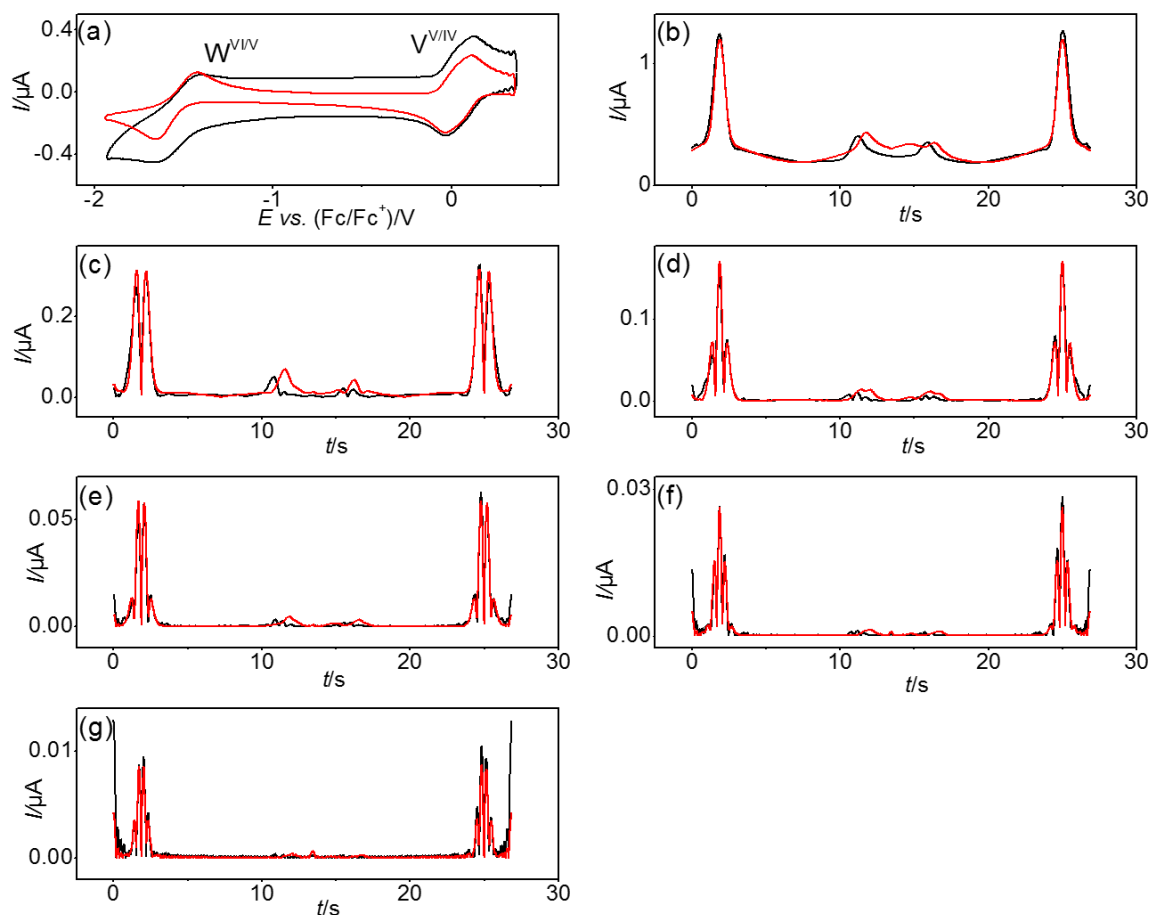 (a)
W^VI/V
V^V/IV
I/μA
0.4
0.0
-0.4
-2
-1
0
E vs. (Fc/Fc⁺)/V
(b)
I/μA
1
0
0
10
20
30
t/s
(c)
I/μA
0.2
0.0
0
10
20
30
t/s
(d)
I/μA
0.1
0.0
0
10
20
30
t/s
(e)
I/μA
0.05
0.00
0
10
20
30
t/s
(f)
I/μA
0.03
0.00
0
10
20
30
t/s
(g)
I/μA
0.01
0.00
0
10
20
30
t/s